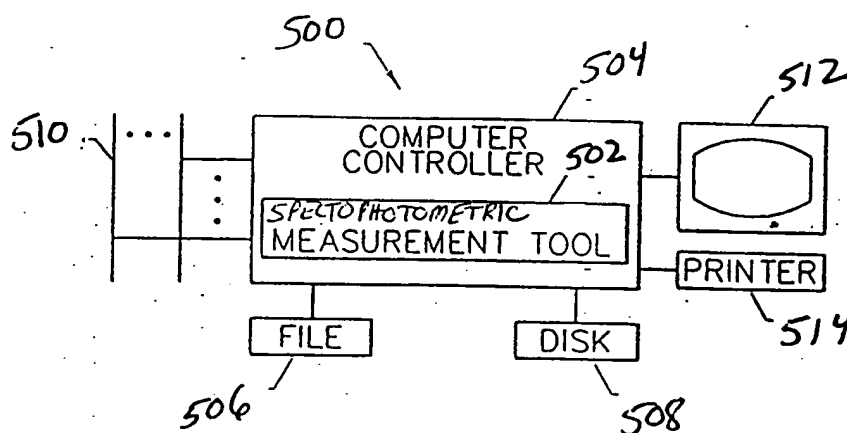 500
504
512
510
COMPUTER
CONTROLLER
502
SPECTOPHOTOMETRIC
MEASUREMENT TOOL
PRINTER
514
FILE
DISK
506
508